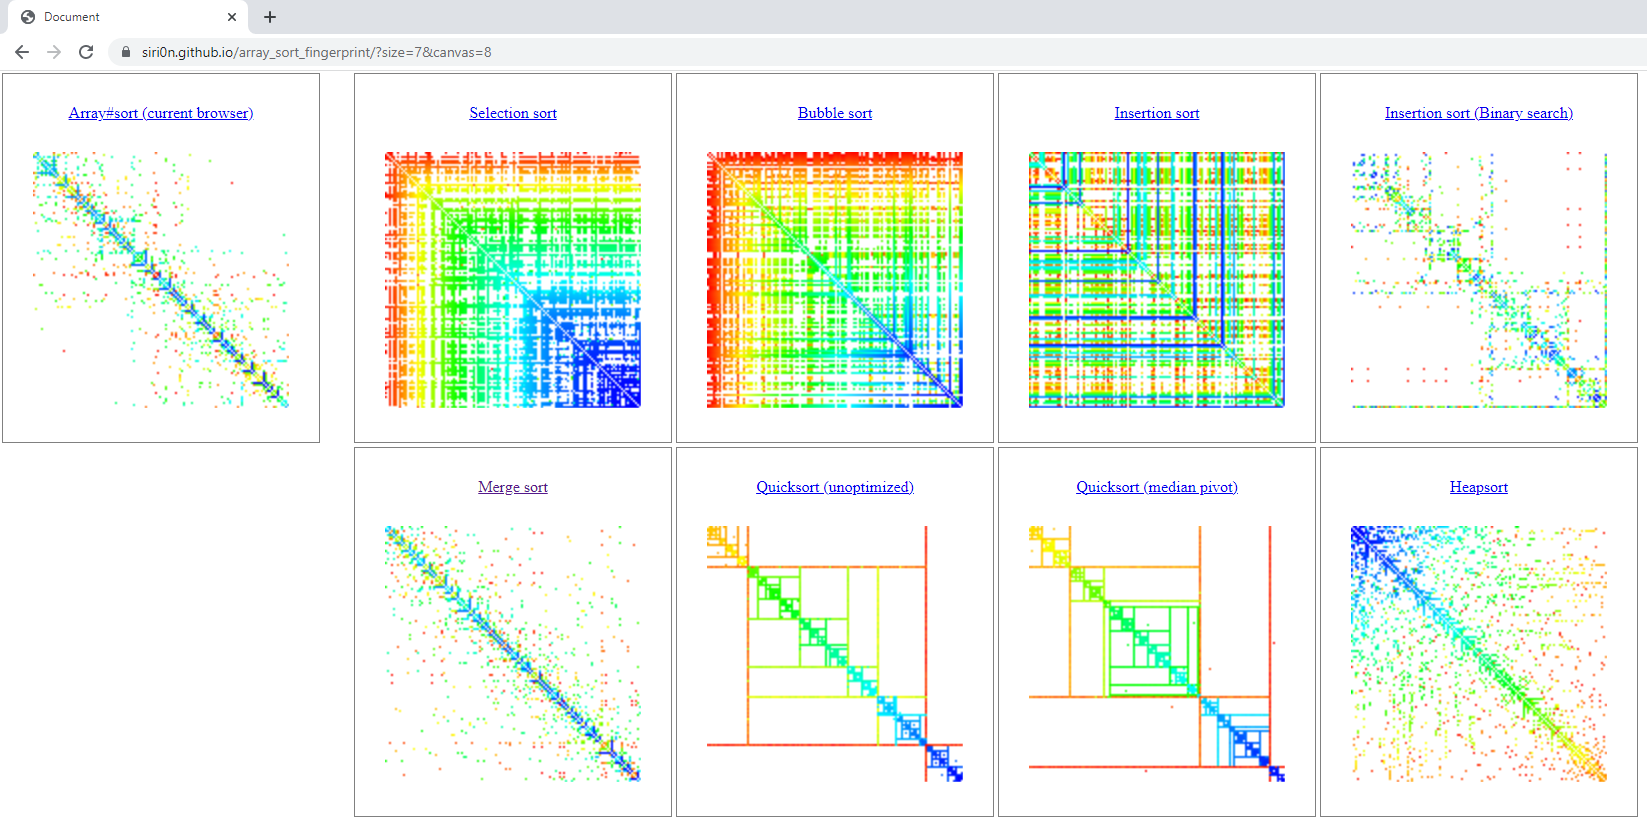 Document
siri0n.github.io/array_sort_fingerprint/?size=7&canvas=8
Array#sort (current browser)
Selection sort
Bubble sort
Insertion sort
Insertion sort (Binary search)
Merge sort
Quicksort (unoptimized)
Quicksort (median pivot)
Heapsort